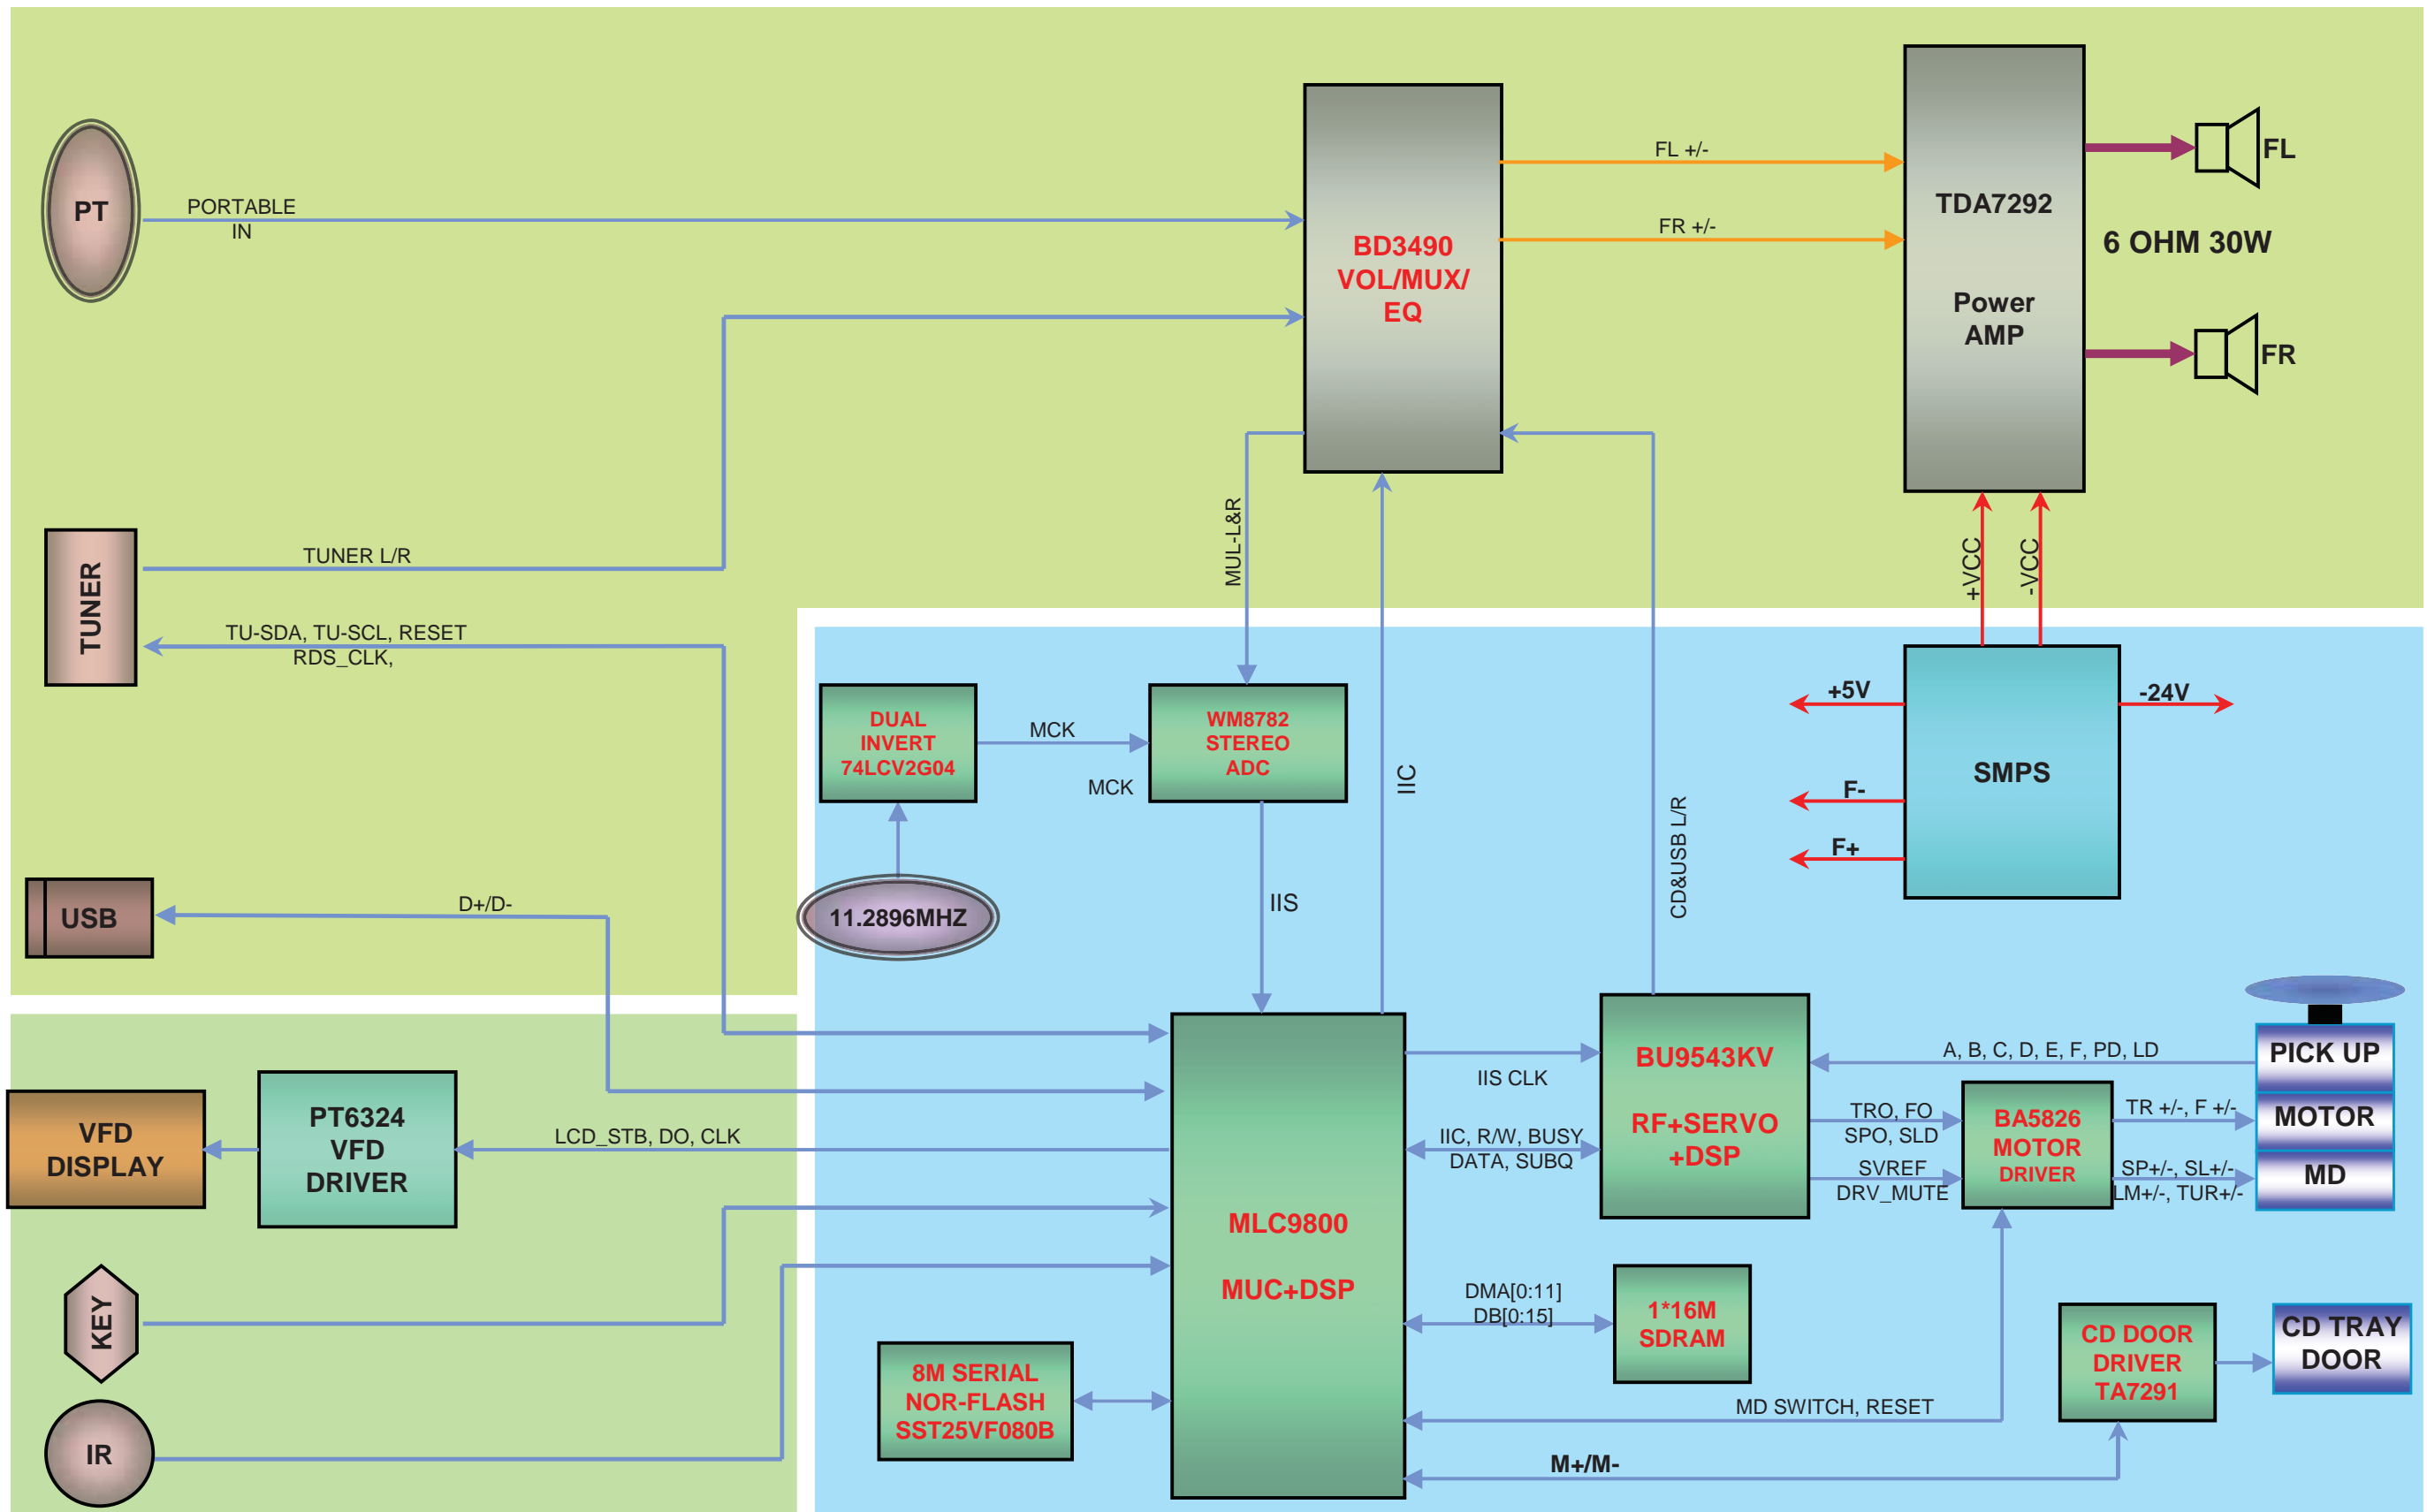 PT
PORTABLE
IN
BD3490
VOL/MUX/
EQ
FL +/-
FR +/-
TDA7292
Power
AMP
FL
6 OHM 30W
FR
TUNER
TUNER L/R
TU-SDA, TU-SCL, RESET
RDS_CLK,
MUL-L&R
+VCC
-VCC
DUAL
INVERT
74LCV2G04
MCK
MCK
WM8782
STEREO
ADC
IIC
CD&USB L/R
+5V
-24V
SMPS
F-
F+
USB
D+/D-
11.2896MHZ
IIS
VFD
DISPLAY
PT6324
VFD
DRIVER
LCD_STB, DO, CLK
MLC9800
MUC+DSP
IIS CLK
IIC, R/W, BUSY
DATA, SUBQ
BU9543KV
RF+SERVO
+DSP
A, B, C, D, E, F, PD, LD
TRO, FO
SPO, SLD
SVREF
DRV_MUTE
BA5826
MOTOR
DRIVER
TR +/-, F +/-
SP+/-, SL+/-
LM+/-, TUR+/-
PICK UP
MOTOR
MD
KEY
IR
8M SERIAL
NOR-FLASH
SST25VF080B
DMA[0:11]
DB[0:15]
1*16M
SDRAM
MD SWITCH, RESET
M+/M-
CD DOOR
DRIVER
TA7291
CD TRAY
DOOR